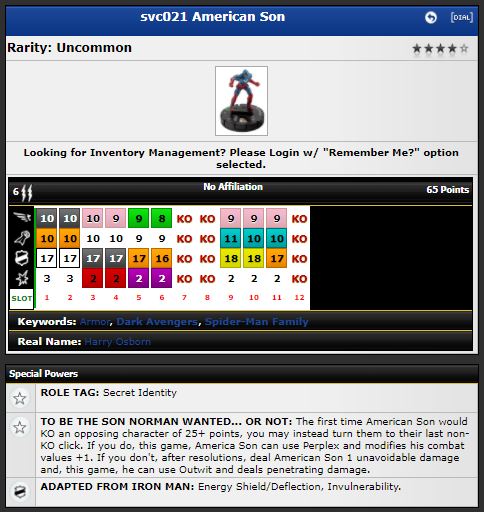 svc021 American Son
[DIAL]
Rarity: Uncommon
Looking for Inventory Management? Please Login w/ "Remember Me?" option
selected.
6 No Affiliation 65 Points
10 10 10 9 9 8 KO KO 9 9 9 KO
10 10 10 10 9 9 KO KO 11 10 10 KO
17 17 17 17 17 16 KO KO 18 18 17 KO
3 3 2 2 2 2 KO KO 2 2 2 KO
SLOT 1 2 3 4 5 6 7 8 9 10 11 12
Keywords: Armor, Dark Avengers, Spider-Man Family
Real Name: Harry Osborn
Special Powers
ROLE TAG: Secret Identity
TO BE THE SON NORMAN WANTED... OR NOT: The first time American Son would
KO an opposing character of 25+ points, you may instead turn them to their last non-
KO click. If you do, this game, America Son can use Perplex and modifies his combat
values +1. If you don't, after resolutions, deal American Son 1 unavoidable damage
and, this game, he can use Outwit and deals penetrating damage.
ADAPTED FROM IRON MAN: Energy Shield/Deflection, Invulnerability.